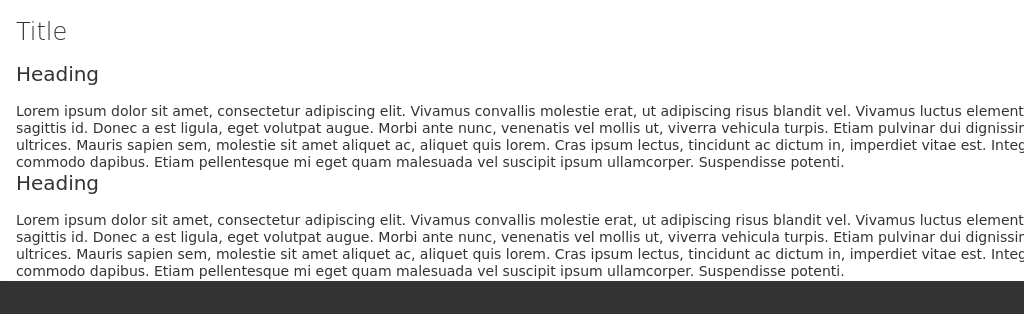 Title
Heading
Lorem ipsum dolor sit amet, consectetur adipiscing elit. Vivamus convallis molestie erat, ut adipiscing risus blandit vel. Vivamus luctus element
sagittis id. Donec a est ligula, eget volutpat augue. Morbi ante nunc, venenatis vel mollis ut, viverra vehicula turpis. Etiam pulvinar dui dignissin
ultrices. Mauris sapien sem, molestie sit amet aliquet ac, aliquet quis lorem. Cras ipsum lectus, tincidunt ac dictum in, imperdiet vitae est. Integ
commodo dapibus. Etiam pellentesque mi eget quam malesuada vel suscipit ipsum ullamcorper. Suspendisse potenti.
Heading
Lorem ipsum dolor sit amet, consectetur adipiscing elit. Vivamus convallis molestie erat, ut adipiscing risus blandit vel. Vivamus luctus element
sagittis id. Donec a est ligula, eget volutpat augue. Morbi ante nunc, venenatis vel mollis ut, viverra vehicula turpis. Etiam pulvinar dui dignissin
ultrices. Mauris sapien sem, molestie sit amet aliquet ac, aliquet quis lorem. Cras ipsum lectus, tincidunt ac dictum in, imperdiet vitae est. Integ
commodo dapibus. Etiam pellentesque mi eget quam malesuada vel suscipit ipsum ullamcorper. Suspendisse potenti.